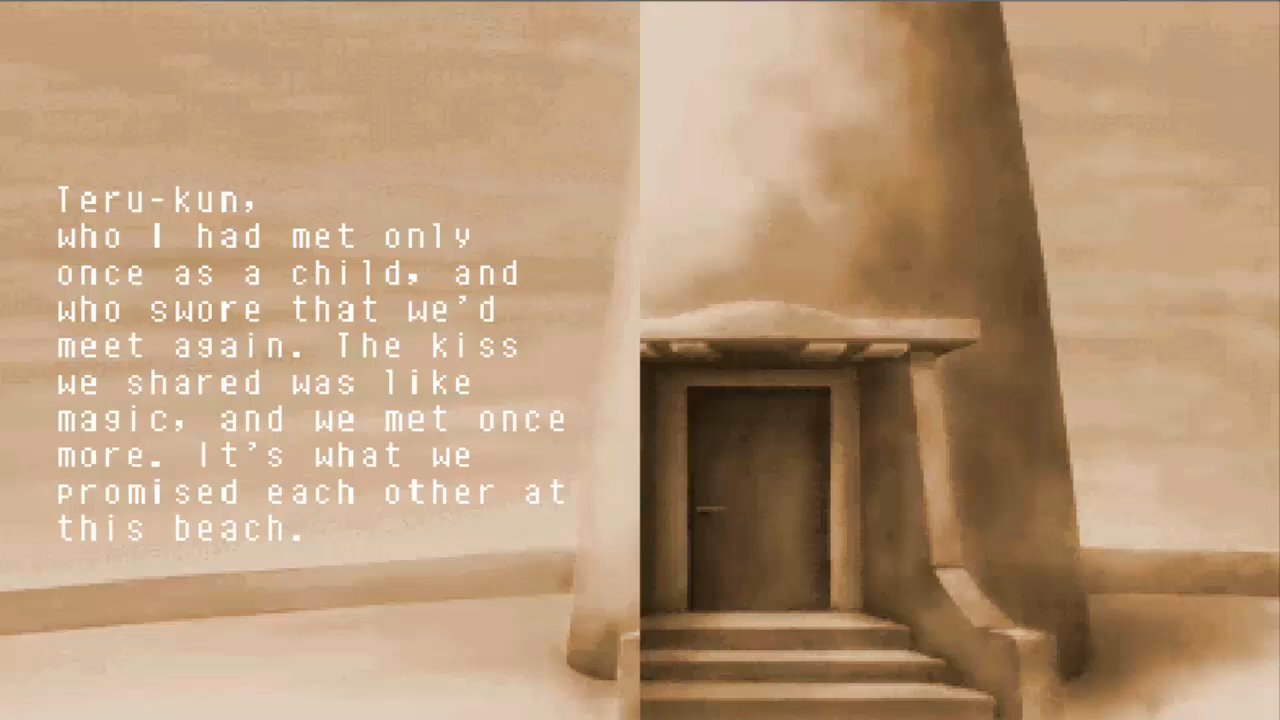 Teru-kun,
who I had met only
once as a child, and
who swore that we'd
meet again. The kiss
we shared was like
magic, and we met once
more. It's what we
promised each other at
this beach.